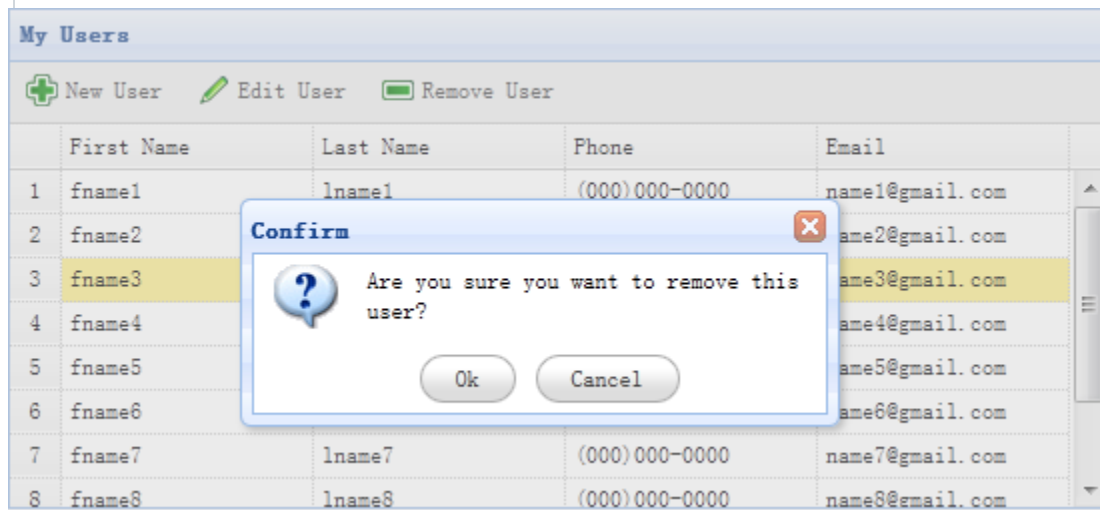 My Users
New User Edit User Remove User
First Name Last Name Phone Email
1 fname1 lname1 (000)000-0000 name1@gmail.com
2 fname2 ame2@gmail.com
3 fname3 ame3@gmail.com
4 fname4 ame4@gmail.com
5 fname5 ame5@gmail.com
6 fname6 ame6@gmail.com
7 fname7 lname7 (000)000-0000 name7@gmail.com
8 fname8 lname8 (000)000-0000 name8@gmail.com
Confirm
Are you sure you want to remove this
user?
Ok Cancel